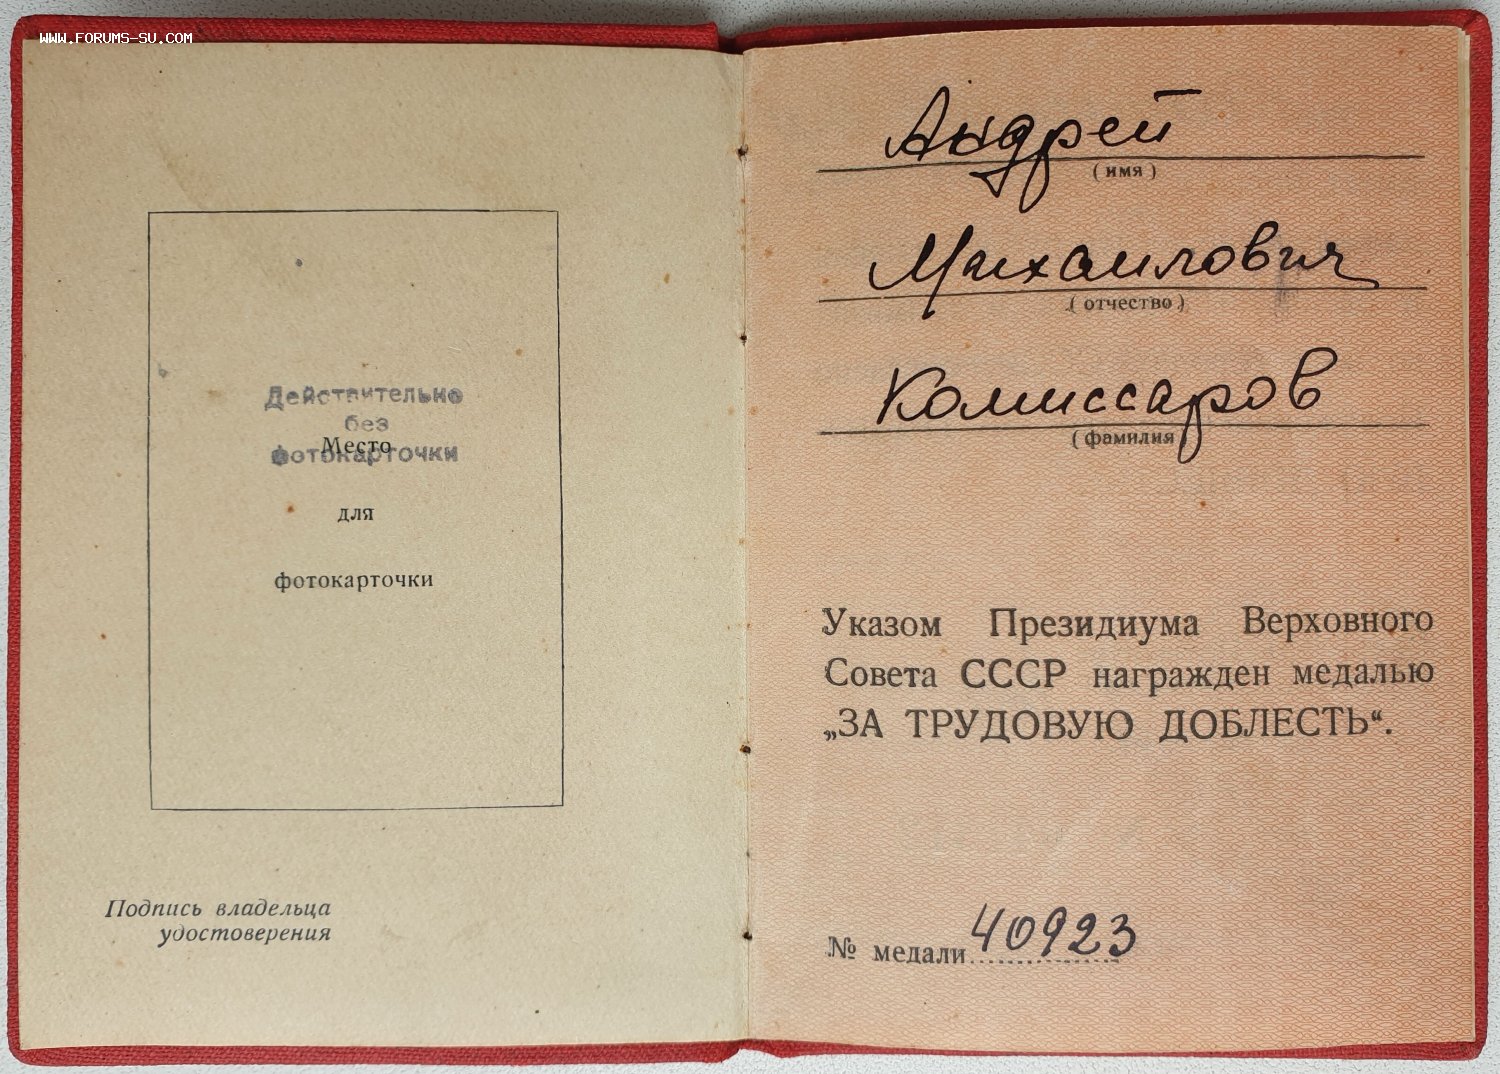 WWW.FORUMS-SU.COM
Действительно
без
фотокарточки
Место
для
фотокарточки
Подпись владельца
удостоверения
Андрей
( имя )
Михаилович
( отчество )
Комиссаров
( фамилия
Указом Президиума Верховного
Совета СССР награжден медалью
„ЗА ТРУДОВУЮ ДОБЛЕСТЬ“.
№ медали 40923